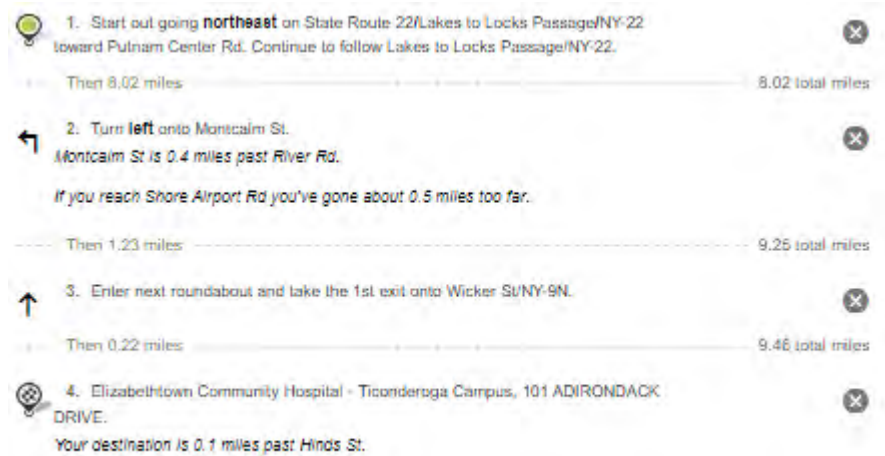 1. Start out going northeast on State Route 22/Lakes to Locks Passage/NY-22
toward Putnam Center Rd. Continue to follow Lakes to Locks Passage/NY-22.
Then 8.02 miles 8.02 total miles
2. Turn left onto Montcalm St.
Montcalm St is 0.4 miles past River Rd.
If you reach Shore Airport Rd you've gone about 0.5 miles too far.
Then 1.23 miles 9.25 total miles
3. Enter next roundabout and take the 1st exit onto Wicker St/NY-9N.
Then 0.22 miles 9.46 total miles
4. Elizabethtown Community Hospital - Ticonderoga Campus, 101 ADIRONDACK
DRIVE.
Your destination is 0.1 miles past Hinds St.